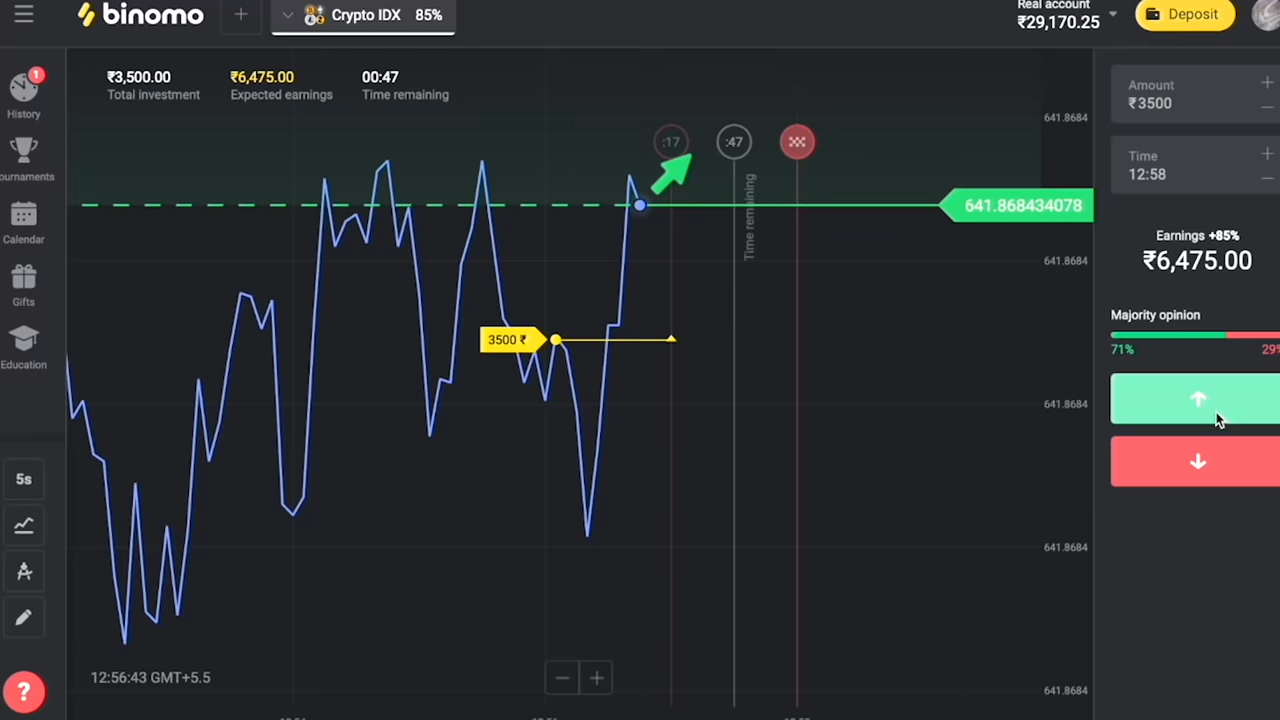 binomo
+
Crypto IDX 85%
Real account
₹29,170.25
Deposit
1
History
Tournaments
Calendar
Gifts
Education
5s
?
₹3,500.00
Total investment
₹6,475.00
Expected earnings
00:47
Time remaining
:17
:47
Time remaining
3500 ₹
641.8684
641.868434078
641.8684
641.8684
641.8684
641.8684
12:56:43 GMT+5.5
Amount
₹3500
Time
12:58
Earnings +85%
₹6,475.00
Majority opinion
71%
29%